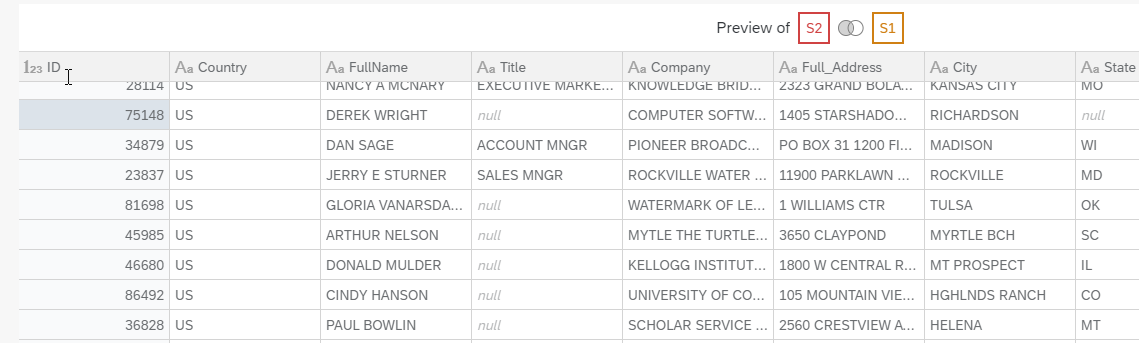 Preview of S2 S1
123 ID Aa Country Aa FullName Aa Title Aa Company Aa Full_Address Aa City Aa State
28114 US NANCY A MCNARY EXECUTIVE MARKE... KNOWLEDGE BRID... 2323 GRAND BOLA... KANSAS CITY MO
75148 US DEREK WRIGHT null COMPUTER SOFTW... 1405 STARSHADO... RICHARDSON null
34879 US DAN SAGE ACCOUNT MNGR PIONEER BROADC... PO BOX 31 1200 FI... MADISON WI
23837 US JERRY E STURNER SALES MNGR ROCKVILLE WATER ... 11900 PARKLAWN ... ROCKVILLE MD
81698 US GLORIA VANARSDA... null WATERMARK OF LE... 1 WILLIAMS CTR TULSA OK
45985 US ARTHUR NELSON null MYTLE THE TURTLE... 3650 CLAYPOND MYRTLE BCH SC
46680 US DONALD MULDER null KELLOGG INSTITUT... 1800 W CENTRAL R... MT PROSPECT IL
86492 US CINDY HANSON null UNIVERSITY OF CO... 105 MOUNTAIN VIE... HGHLNDS RANCH CO
36828 US PAUL BOWLIN null SCHOLAR SERVICE ... 2560 CRESTVIEW A... HELENA MT